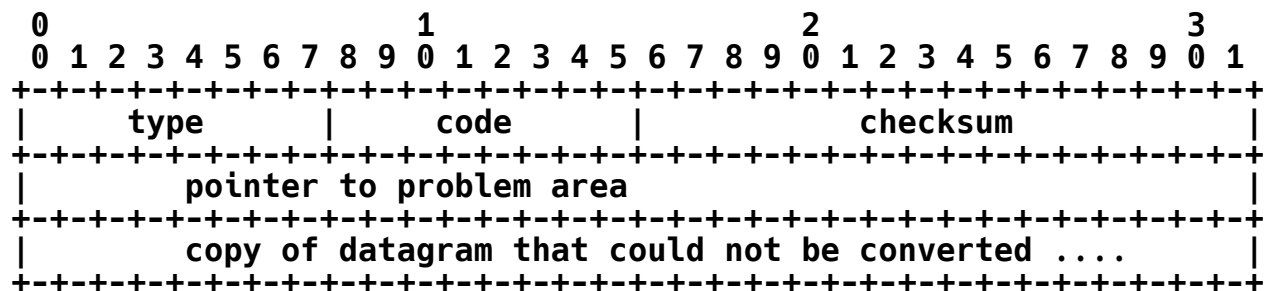 0                   1                   2                   3
 0 1 2 3 4 5 6 7 8 9 0 1 2 3 4 5 6 7 8 9 0 1 2 3 4 5 6 7 8 9 0 1
+-+-+-+-+-+-+-+-+-+-+-+-+-+-+-+-+-+-+-+-+-+-+-+-+-+-+-+-+-+-+-+-+
|     type      |     code      |           checksum            |
+-+-+-+-+-+-+-+-+-+-+-+-+-+-+-+-+-+-+-+-+-+-+-+-+-+-+-+-+-+-+-+-+
|        pointer to problem area                                |
+-+-+-+-+-+-+-+-+-+-+-+-+-+-+-+-+-+-+-+-+-+-+-+-+-+-+-+-+-+-+-+-+
|        copy of datagram that could not be converted ....      |
+-+-+-+-+-+-+-+-+-+-+-+-+-+-+-+-+-+-+-+-+-+-+-+-+-+-+-+-+-+-+-+-+